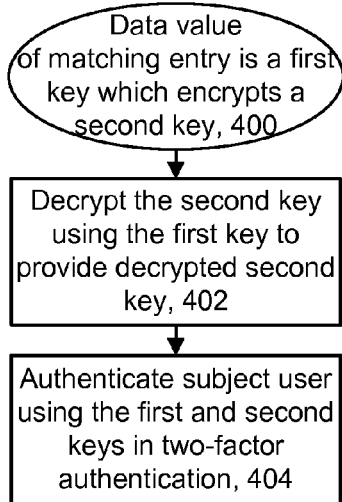 Data value
of matching entry is a first
key which encrypts a
second key, 400
Decrypt the second key
using the first key to
provide decrypted second
key, 402
Authenticate subject user
using the first and second
keys in two-factor
authentication, 404